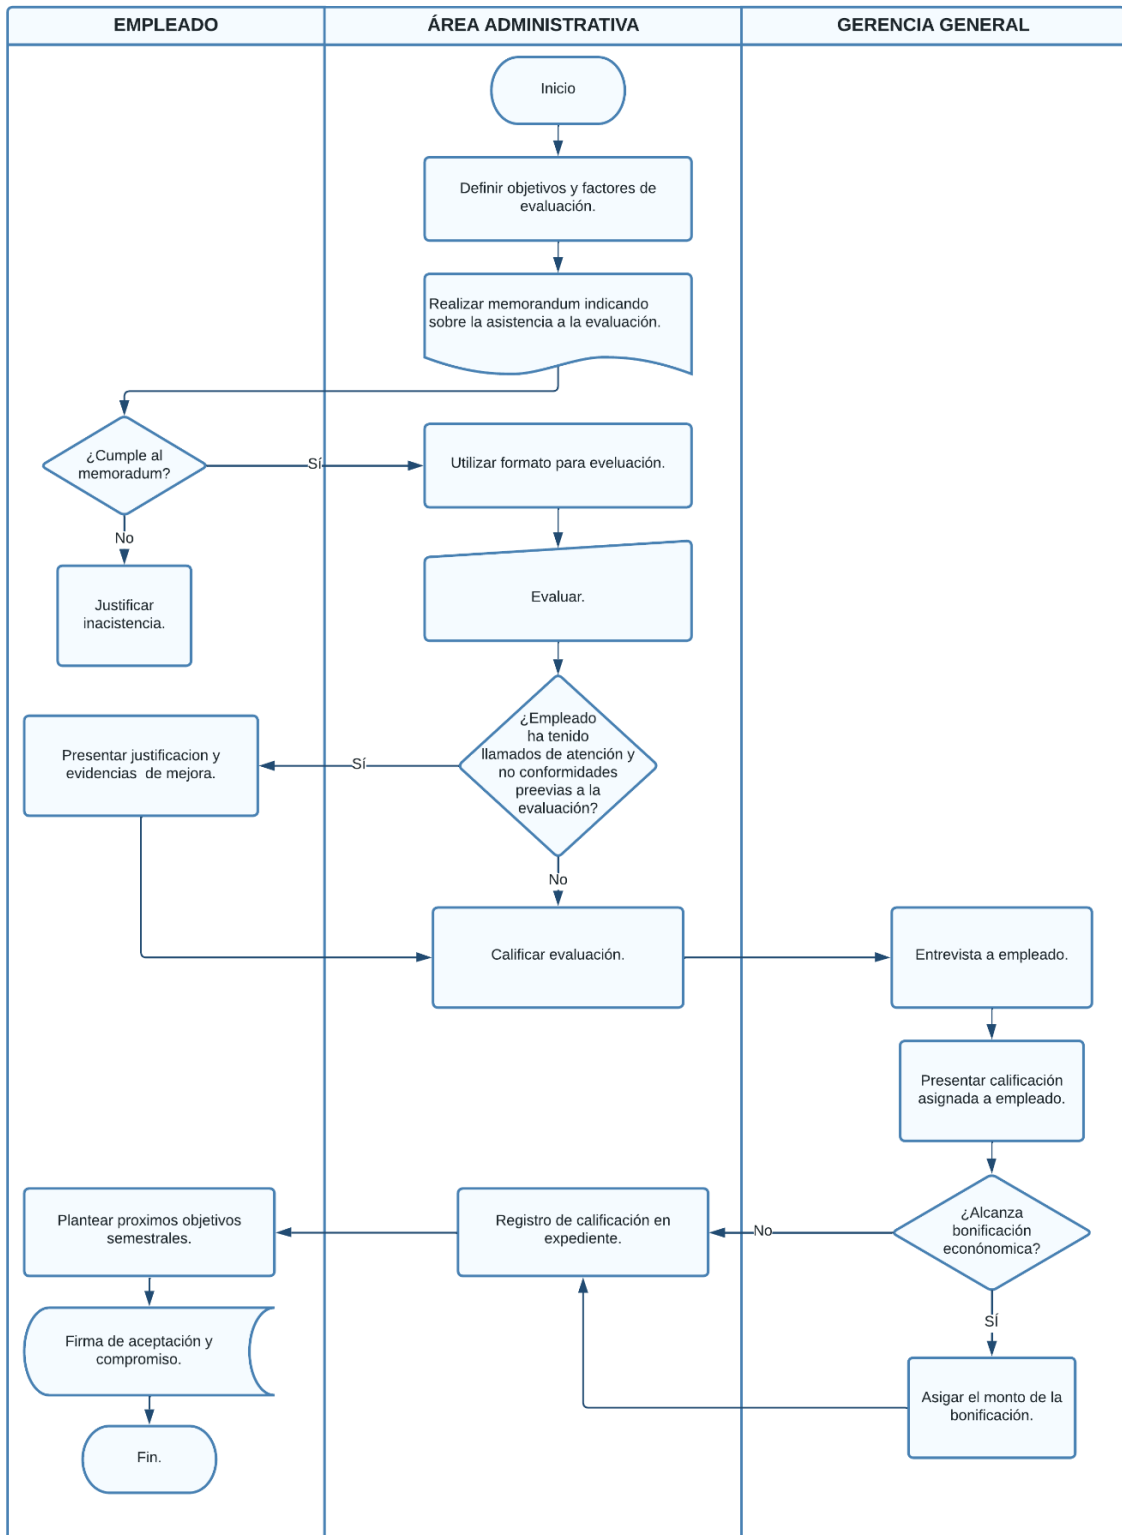 EMPLEADO
ÁREA ADMINISTRATIVA
GERENCIA GENERAL
Inicio
Definir objetivos y factores de
evaluación.
Realizar memorandum indicando
sobre la asistencia a la evaluación.
¿Cumple al
memoradum?
Sí
Utilizar formato para eveluación.
No
Justificar
inacistencia.
Evaluar.
¿Empleado
ha tenido
llamados de atención y
no conformidades
preevias a la
evaluación?
Sí
Presentar justificacion y
evidencias de mejora.
No
Calificar evaluación.
Entrevista a empleado.
Presentar calificación
asignada a empleado.
¿Alcanza
bonificación
econónomica?
No
Registro de calificación en
expediente.
Plantear proximos objetivos
semestrales.
SÍ
Asigar el monto de la
bonificación.
Firma de aceptación y
compromiso.
Fin.